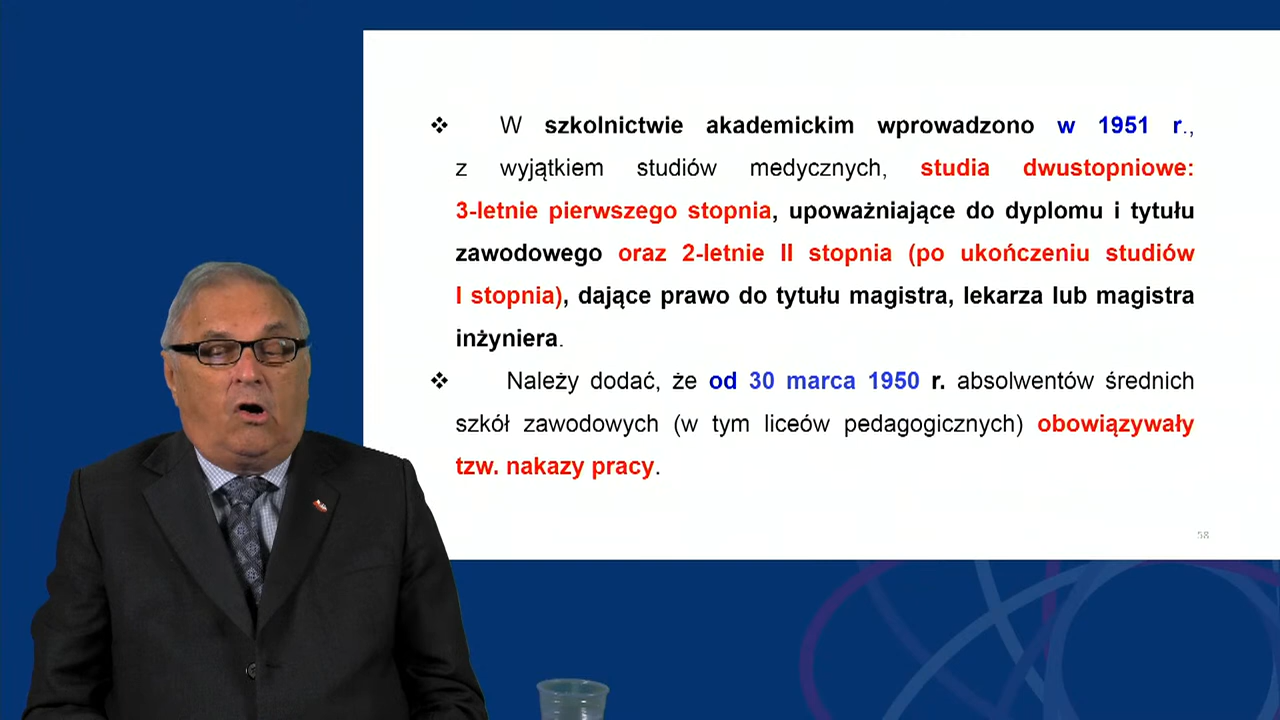 ❖ W szkolnictwie akademickim wprowadzono w 1951 r.,
z wyjątkiem studiów medycznych, studia dwustopniowe:
3-letnie pierwszego stopnia, upoważniające do dyplomu i tytułu
zawodowego oraz 2-letnie II stopnia (po ukończeniu studiów
I stopnia), dające prawo do tytułu magistra, lekarza lub magistra
inżyniera.
❖ Należy dodać, że od 30 marca 1950 r. absolwentów średnich
szkół zawodowych (w tym liceów pedagogicznych) obowiązywały
tzw. nakazy pracy.
58